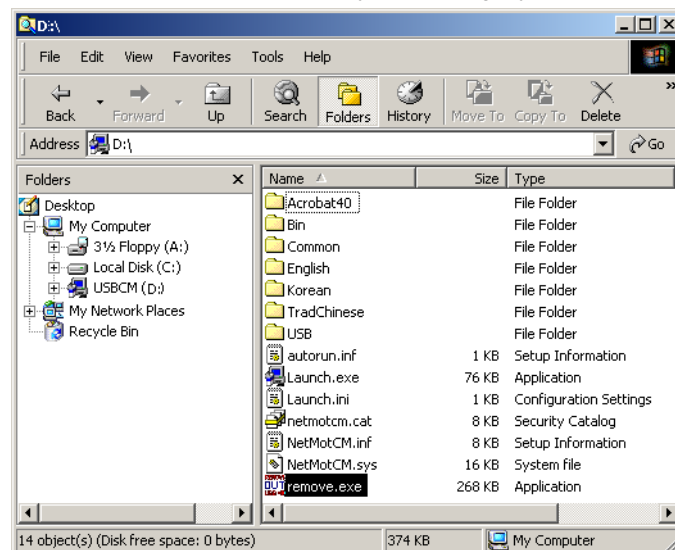 D:\
File Edit View Favorites Tools Help
Back Forward Up Search Folders History Move To Copy To Delete »
Address D:\ Go
Folders x
Desktop
My Computer
3½ Floppy (A:)
Local Disk (C:)
USBCM (D:)
My Network Places
Recycle Bin
Name Size Type
Acrobat40 File Folder
Bin File Folder
Common File Folder
English File Folder
Korean File Folder
TradChinese File Folder
USB File Folder
autorun.inf 1 KB Setup Information
Launch.exe 76 KB Application
Launch.ini 1 KB Configuration Settings
netmotcm.cat 8 KB Security Catalog
NetMotCM.inf 8 KB Setup Information
NetMotCM.sys 16 KB System file
remove.exe 268 KB Application
14 object(s) (Disk free space: 0 bytes) 374 KB My Computer